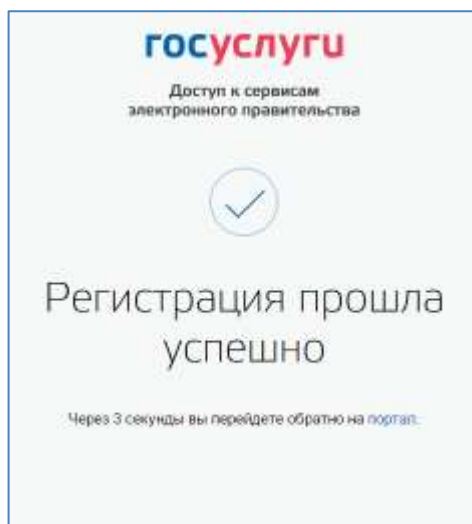 госуслуги
Доступ к сервисам
электронного правительства
Регистрация прошла
успешно
Через 3 секунды вы перейдете обратно на портал.